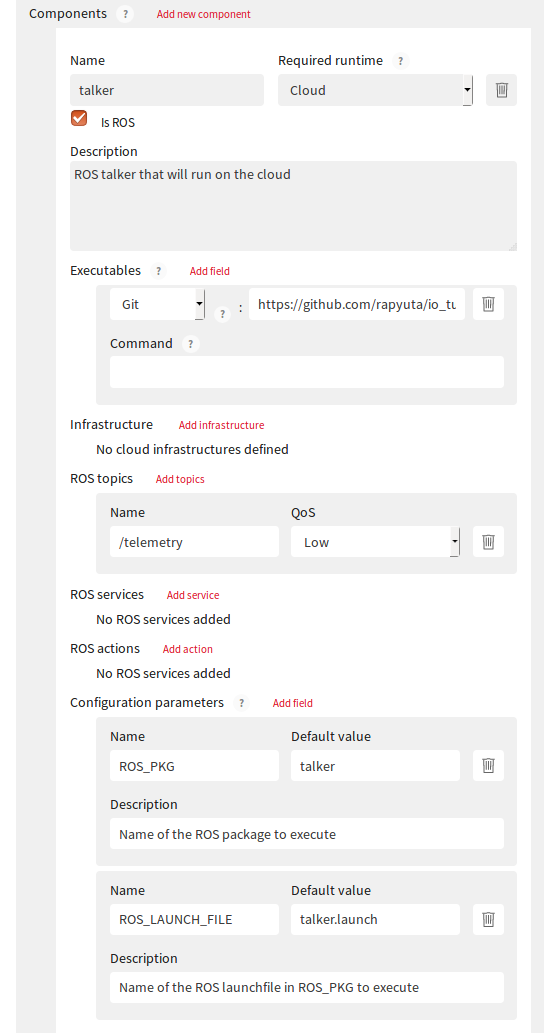 Components ? Add new component
Name Required runtime ?
talker Cloud
Is ROS
Description
ROS talker that will run on the cloud
Executables ? Add field
Git ? : https://github.com/rapyuta/io_tu
Command ?
Infrastructure Add infrastructure
No cloud infrastructures defined
ROS topics Add topics
Name QoS
/telemetry Low
ROS services Add service
No ROS services added
ROS actions Add action
No ROS services added
Configuration parameters ? Add field
Name Default value
ROS_PKG talker
Description
Name of the ROS package to execute
Name Default value
ROS_LAUNCH_FILE talker.launch
Description
Name of the ROS launchfile in ROS_PKG to execute